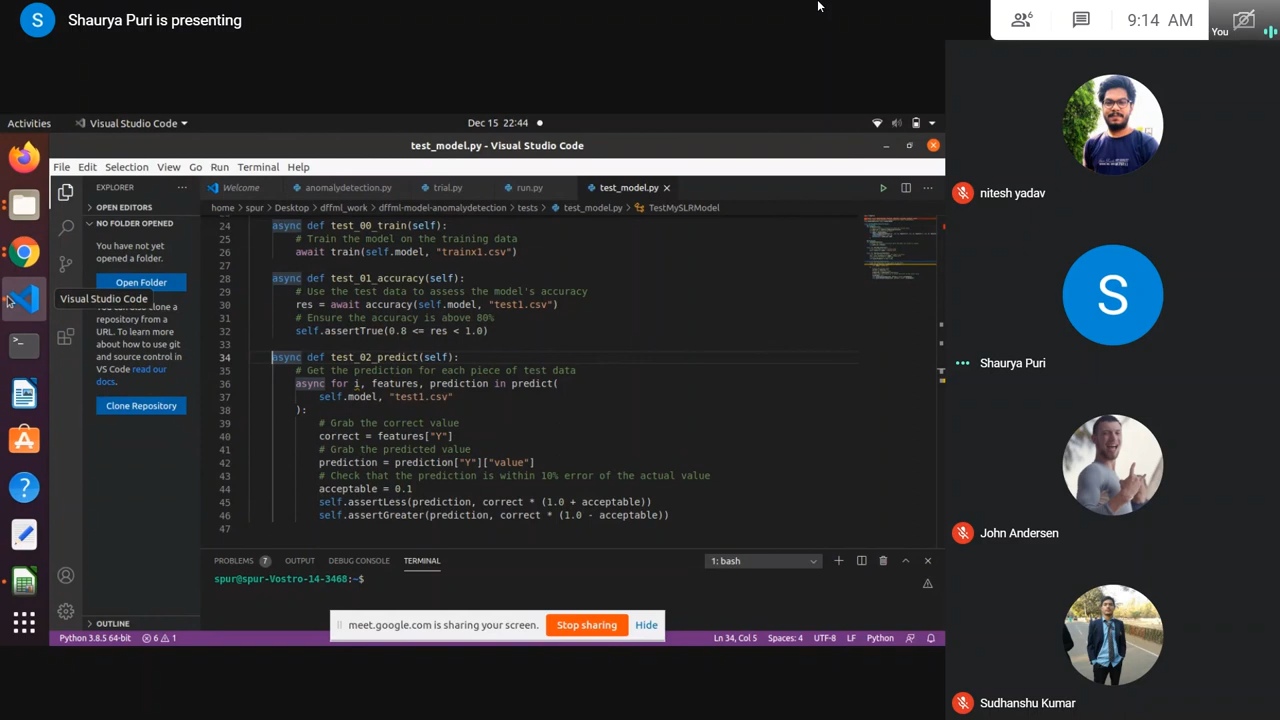 S
Shaurya Puri is presenting
6
9:14 AM
You
Activities
Visual Studio Code
Dec 15 22:44
test_model.py - Visual Studio Code
File Edit Selection View Go Run Terminal Help
EXPLORER
Welcome
anomalydetection.py
trial.py
run.py
test_model.py
OPEN EDITORS
home > spur > Desktop > dffml_work > dffml-model-anomalydetection > tests > test_model.py > TestMySLRModel
NO FOLDER OPENED
You have not yet
opened a folder.
Open Folder
Visual Studio Code
You can also clone a
repository from a
URL. To learn more
about how to use git
and source control in
VS Code read our
docs.
Clone Repository
24 async def test_00_train(self):
25 # Train the model on the training data
26 await train(self.model, "trainx1.csv")
27
28 async def test_01_accuracy(self):
29 # Use the test data to assess the model's accuracy
30 res = await accuracy(self.model, "test1.csv")
31 # Ensure the accuracy is above 80%
32 self.assertTrue(0.8 <= res < 1.0)
33
34 async def test_02_predict(self):
35 # Get the prediction for each piece of test data
36 async for i, features, prediction in predict(
37 self.model, "test1.csv"
38 ):
39 # Grab the correct value
40 correct = features["Y"]
41 # Grab the predicted value
42 prediction = prediction["Y"]["value"]
43 # Check that the prediction is within 10% error of the actual value
44 acceptable = 0.1
45 self.assertLess(prediction, correct * (1.0 + acceptable))
46 self.assertGreater(prediction, correct * (1.0 - acceptable))
47
PROBLEMS 7 OUTPUT DEBUG CONSOLE TERMINAL
1: bash
spur@spur-Vostro-14-3468:~$
OUTLINE
meet.google.com is sharing your screen.
Stop sharing
Hide
Python 3.8.5 64-bit
6
1
Ln 34, Col 5
Spaces: 4
UTF-8
LF
Python
nitesh yadav
S
Shaurya Puri
John Andersen
Sudhanshu Kumar